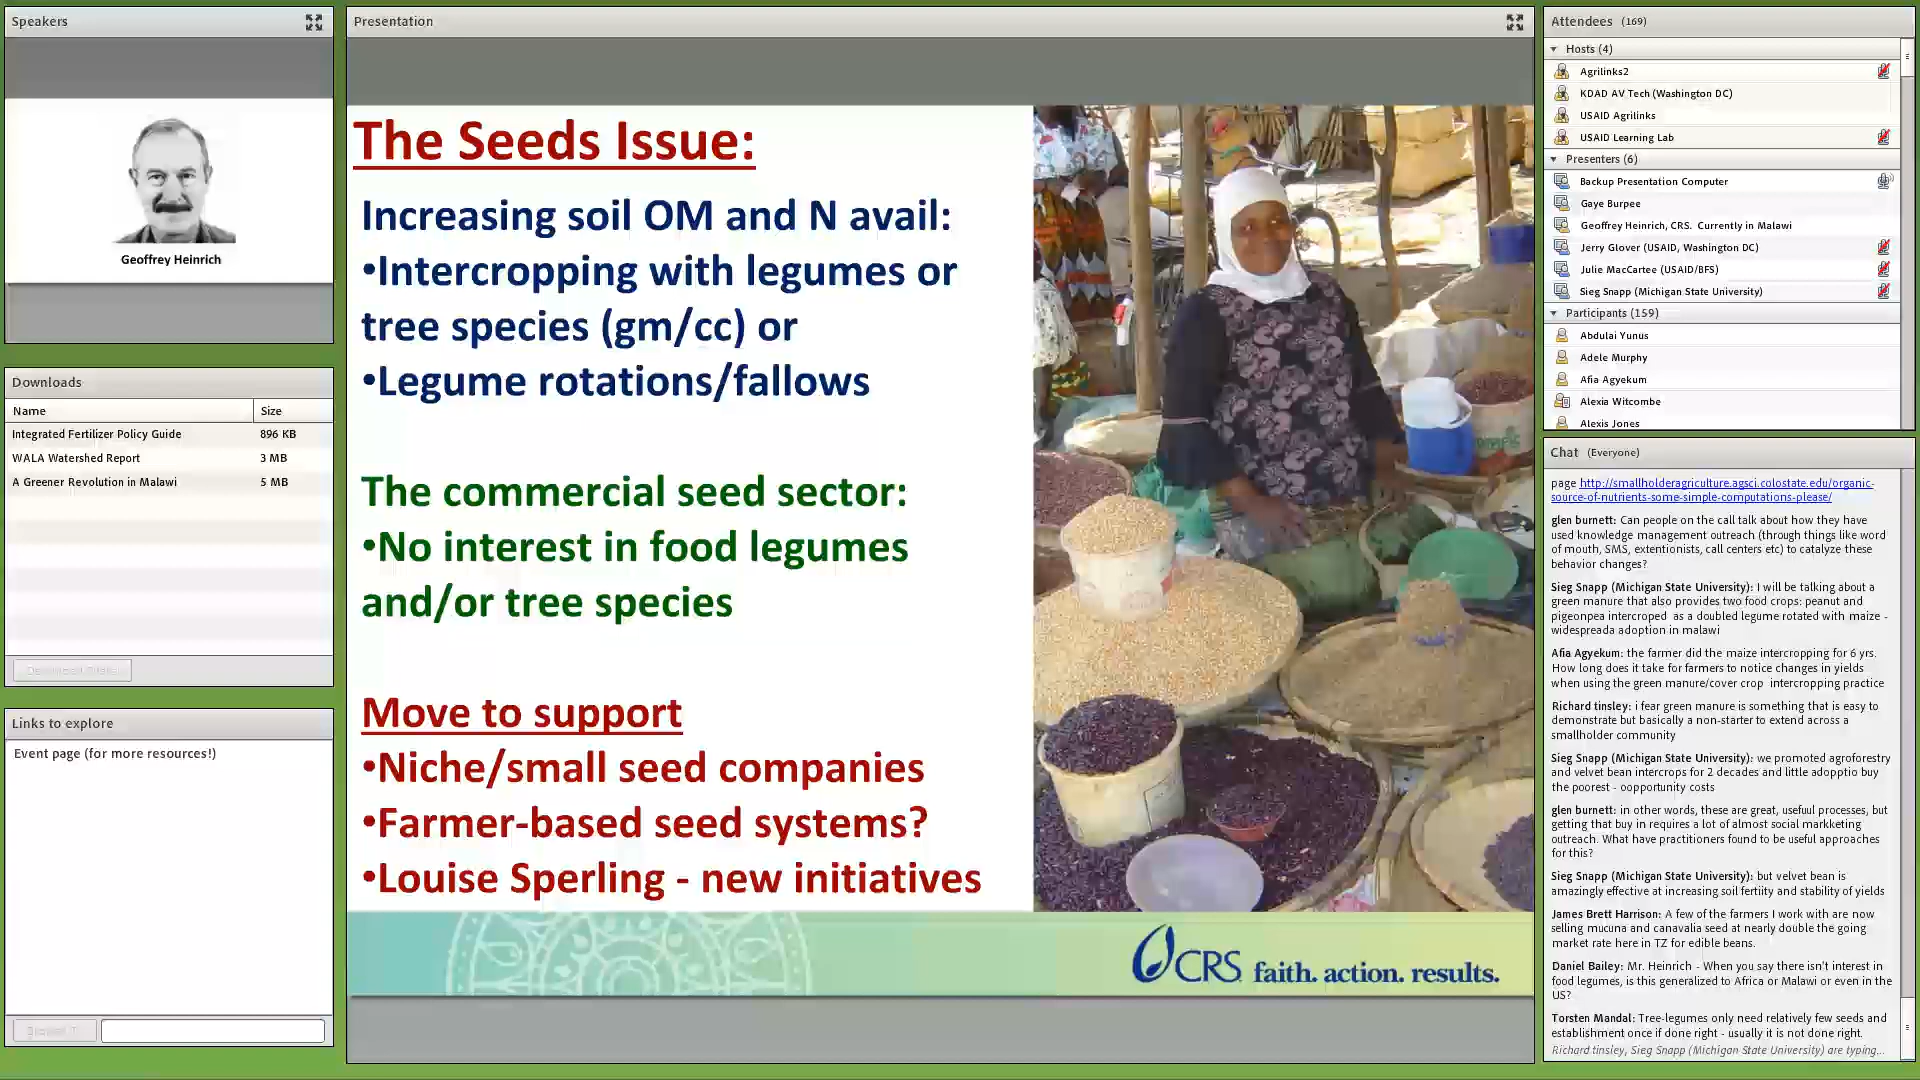 Speakers
Geoffrey Heinrich
Downloads
Name Size
Integrated Fertilizer Policy Guide 896 KB
WALA Watershed Report 3 MB
A Greener Revolution in Malawi 5 MB
Links to explore
Event page (for more resources!)
Presentation
The Seeds Issue:
Increasing soil OM and N avail:
•Intercropping with legumes or
tree species (gm/cc) or
•Legume rotations/fallows
The commercial seed sector:
•No interest in food legumes
and/or tree species
Move to support
•Niche/small seed companies
•Farmer-based seed systems?
•Louise Sperling - new initiatives
CRS faith. action. results.
Attendees (169)
Hosts (4)
Agrilinks2
KDAD AV Tech (Washington DC)
USAID Agrilinks
USAID Learning Lab
Presenters (6)
Backup Presentation Computer
Gaye Burpee
Geoffrey Heinrich, CRS. Currently in Malawi
Jerry Glover (USAID, Washington DC)
Julie MacCartee (USAID/BFS)
Sieg Snapp (Michigan State University)
Participants (159)
Abdulai Yunus
Adele Murphy
Afia Agyekum
Alexia Witcombe
Alexis Jones
Chat (Everyone)
page http://smallholderagriculture.agsci.colostate.edu/organic-
source-of-nutrients-some-simple-computations-please/
glen burnett: Can people on the call talk about how they have
used knowledge management outreach (through things like word
of mouth, SMS, extentionists, call centers etc) to catalyze these
behavior changes?
Sieg Snapp (Michigan State University): I will be talking about a
green manure that also provides two food crops: peanut and
pigeonpea intercroped as a doubled legume rotated with maize -
widespreada adoption in malawi
Afia Agyekum: the farmer did the maize intercropping for 6 yrs.
How long does it take for farmers to notice changes in yields
when using the green manure/cover crop intercropping practice
Richard tinsley: i fear green manure is something that is easy to
demonstrate but basically a non-starter to extend across a
smallholder community
Sieg Snapp (Michigan State University): we promoted agroforestry
and velvet bean intercrops for 2 decades and little adopptio buy
the poorest - oopportunity costs
glen burnett: in other words, these are great, usefuul processes, but
getting that buy in requires a lot of almost social markketing
outreach. What have practitioners found to be useful approaches
for this?
Sieg Snapp (Michigan State University): but velvet bean is
amazingly effective at increasing soil fertiity and stability of yields
James Brett Harrison: A few of the farmers I work with are now
selling mucuna and canavalia seed at nearly double the going
market rate here in TZ for edible beans.
Daniel Bailey: Mr. Heinrich - When you say there isn't interest in
food legumes, is this generalized to Africa or Malawi or even in the
US?
Torsten Mandal: Tree-legumes only need relatively few seeds and
establishment once if done right - usually it is not done right.
Richard tinsley, Sieg Snapp (Michigan State University) are typing...